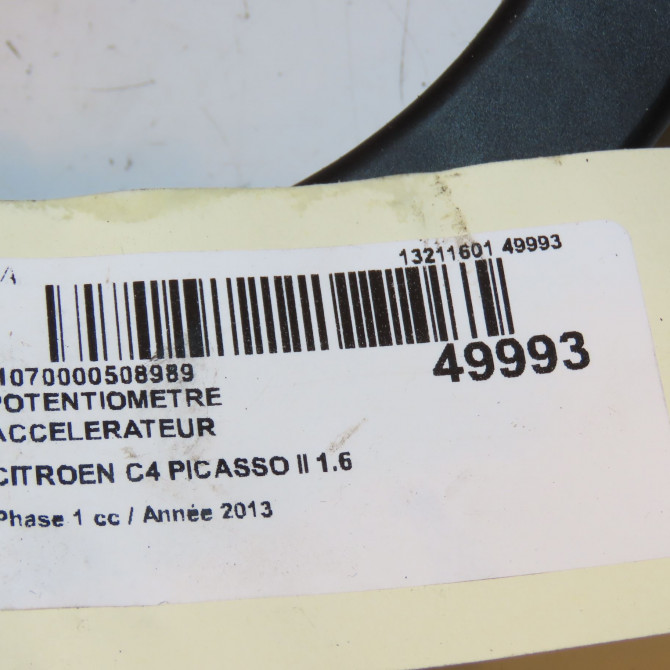 A
13211601 49993
49993
1070000508989
POTENTIOMETRE
ACCELERATEUR
CITROEN C4 PICASSO II 1.6
Phase 1 cc / Année 2013